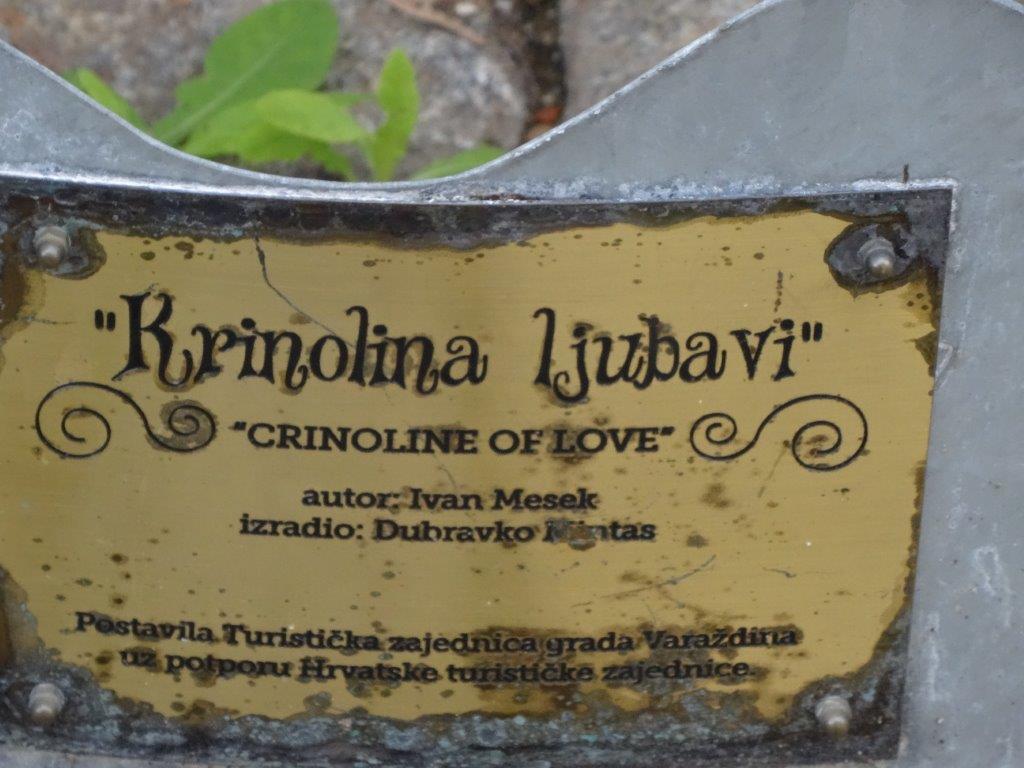 "Krinolina ljubavi"
"CRINOLINE OF LOVE"
autor: Ivan Mesek
izradio: Dubravko Mintas
Postavila Turistička zajednica grada Varaždina
uz potporu Hrvatske turističke zajednice.